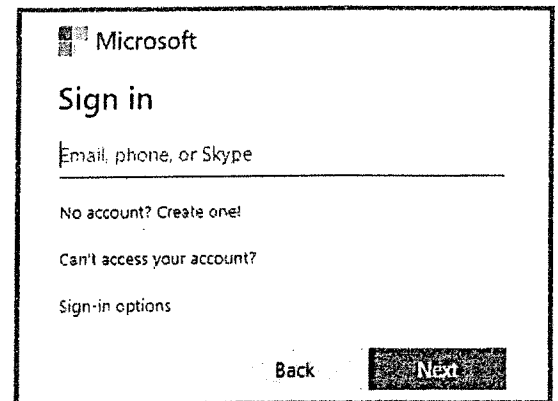 Microsoft
Sign in
Email, phone, or Skype
No account? Create one!
Can't access your account?
Sign-in options
Back
Next